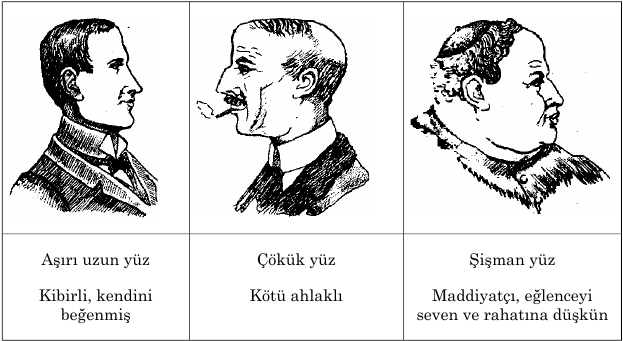 Aşırı uzun yüz
Kibirli, kendini
beğenmiş
Çökük yüz
Kötü ahlaklı
Şişman yüz
Maddiyatçı, eğlenceyi
seven ve rahatına düşkün